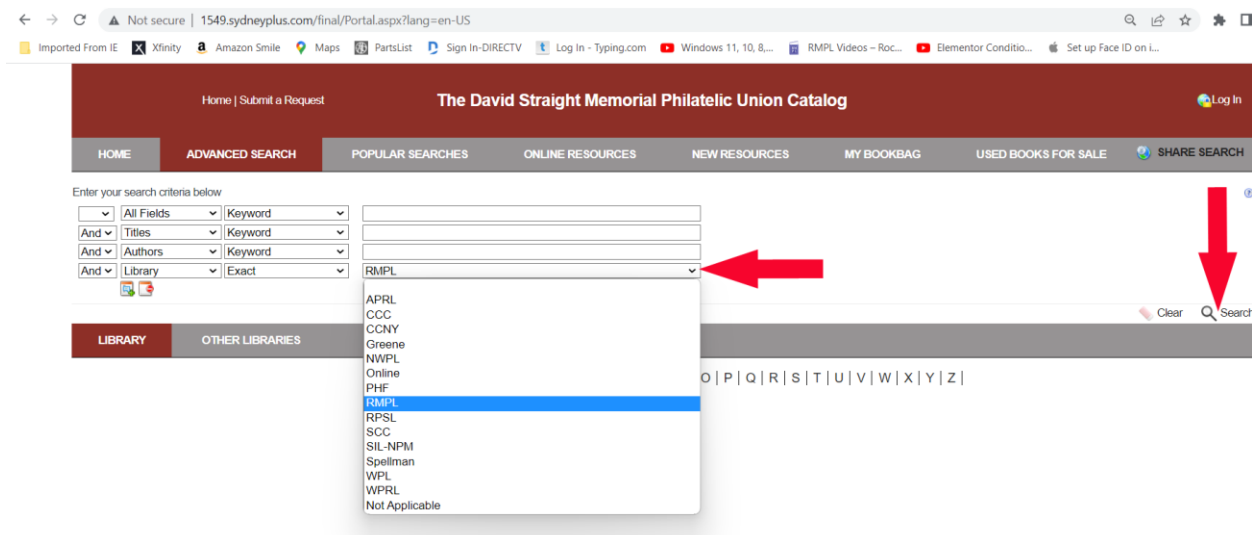 Not secure | 1549.sydneyplus.com/final/Portal.aspx?lang=en-US
Imported From IE Xfinity Amazon Smile Maps PartsList Sign In-DIRECTV Log In - Typing.com Windows 11, 10, 8,... RMPL Videos – Roc... Elementor Conditio... Set up Face ID on i...
Home | Submit a Request The David Straight Memorial Philatelic Union Catalog Log In
HOME ADVANCED SEARCH POPULAR SEARCHES ONLINE RESOURCES NEW RESOURCES MY BOOKBAG USED BOOKS FOR SALE SHARE SEARCH
Enter your search criteria below
All Fields Keyword
And Titles Keyword
And Authors Keyword
And Library Exact RMPL
APRL
CCC
Clear Search
CCNY
LIBRARY OTHER LIBRARIES
Greene
NWPL
Online
O | P | Q | R | S | T | U | V | W | X | Y | Z |
PHF
RMPL
RPSL
SCC
SIL-NPM
Spellman
WPL
WPRL
Not Applicable